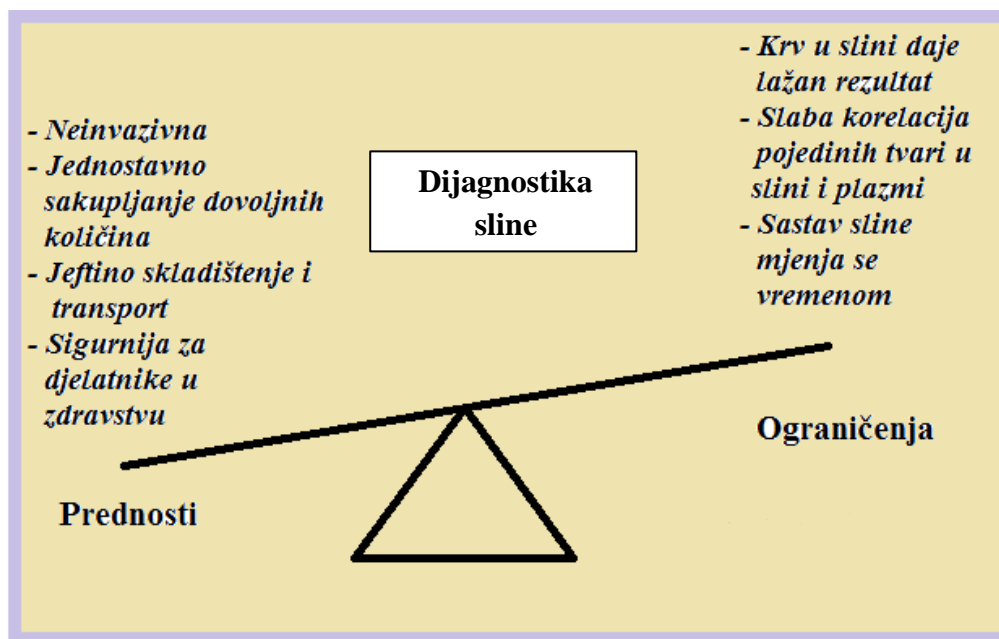 - Neinvazivna
- Jednostavno
sakupljanje dovoljnih
količina
- Jeftino skladištenje i
transport
- Sigurnija za
djelatnike u
zdravstvu
Prednosti
Dijagnostika
sline
- Krv u slini daje
lažan rezultat
- Slaba korelacija
pojedinih tvari u
slini i plazmi
- Sastav sline
mjenja se
vremenom
Ograničenja